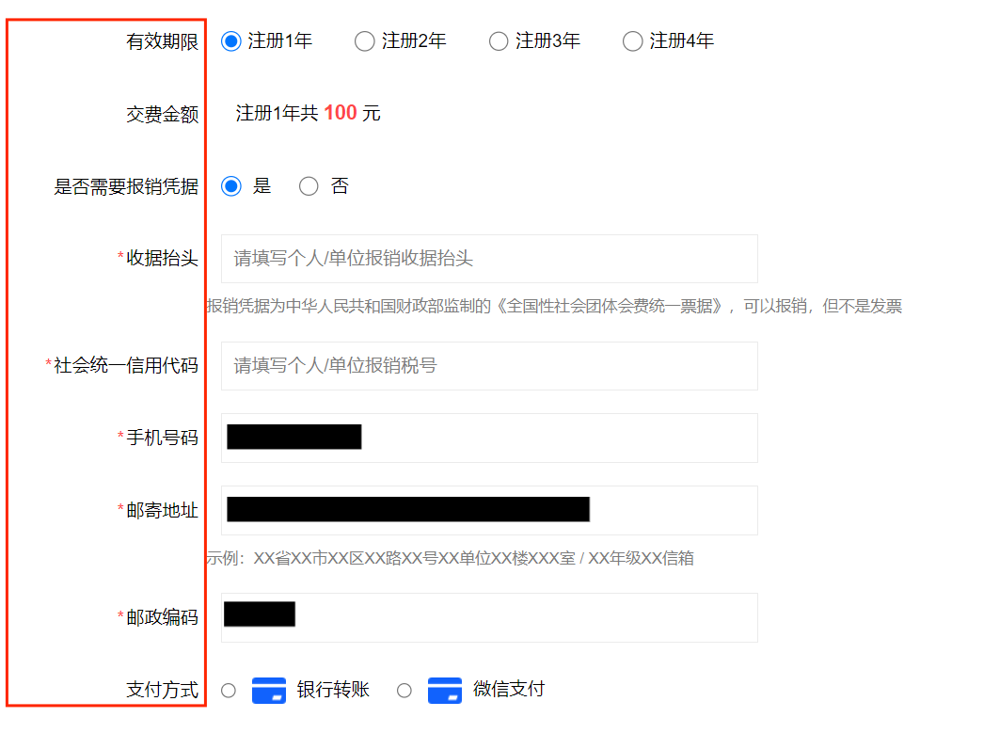 有效期限 注册1年 注册2年 注册3年 注册4年
交费金额 注册1年共 100 元
是否需要报销凭据 是 否
*收据抬头 请填写个人/单位报销收据抬头
报销凭据为中华人民共和国财政部监制的《全国性社会团体会费统一票据》，可以报销，但不是发票
*社会统一信用代码 请填写个人/单位报销税号
*手机号码
*邮寄地址
示例：XX省XX市XX区XX路XX号XX单位XX楼XXX室 / XX年级XX信箱
*邮政编码
支付方式 银行转账 微信支付